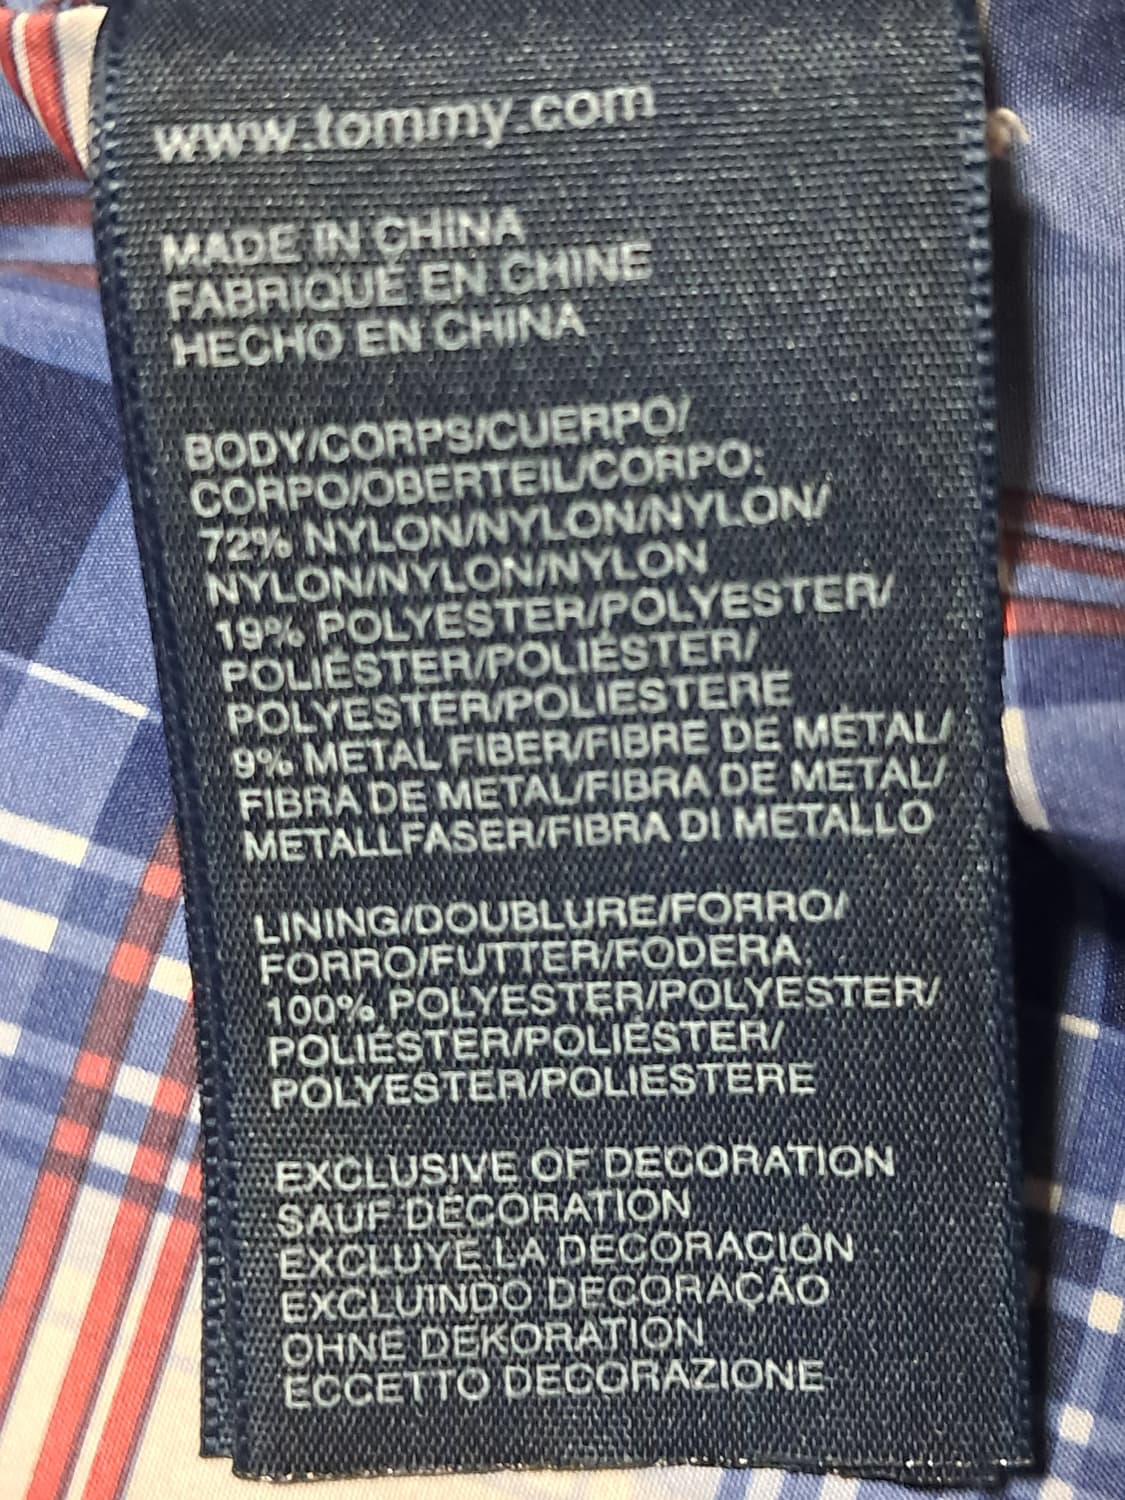 www.tommy.com
MADE IN CHINA
FABRIQUÉ EN CHINE
HECHO EN CHINA
BODY/CORPS/CUERPO/
CORPO/OBERTEIL/CORPO:
72% NYLON/NYLON/NYLON/
NYLON/NYLON/NYLON
19% POLYESTER/POLYESTER/
POLIÉSTER/POLIÉSTER/
POLYESTER/POLIESTERE
9% METAL FIBER/FIBRE DE MÉTAL/
FIBRA DE METAL/FIBRA DE METAL/
METALLFASER/FIBRA DI METALLO
LINING/DOUBLURE/FORRO/
FORRO/FUTTER/FODERA:
100% POLYESTER/POLYESTER/
POLIÉSTER/POLIÉSTER/
POLYESTER/POLIESTERE
EXCLUSIVE OF DECORATION
SAUF DÉCORATION
EXCLUYE LA DECORACIÓN
EXCLUINDO DECORAÇÃO
OHNE DEKORATION
ECCETTO DECORAZIONE